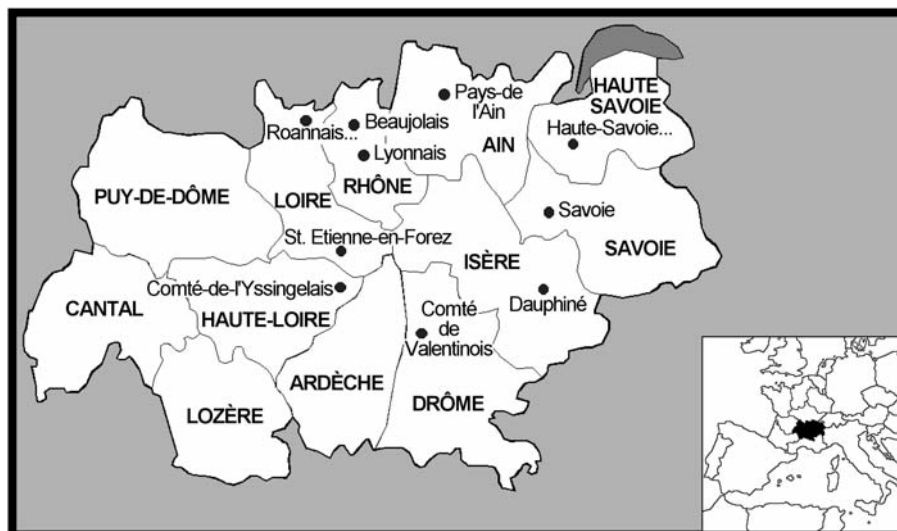 HAUTE
SAVOIE
Pays-de
l'Ain
Roannais...
Beaujolais
AIN
Haute-Savoie...
Lyonnais
PUY-DE-DÔME
LOIRE
RHÔNE
Savoie
St. Etienne-en-Forez
ISÈRE
SAVOIE
Comté-de-l'Yssingelais
CANTAL
HAUTE-LOIRE
Dauphiné
Comté
de
Valentinois
ARDÈCHE
DRÔME
LOZÈRE